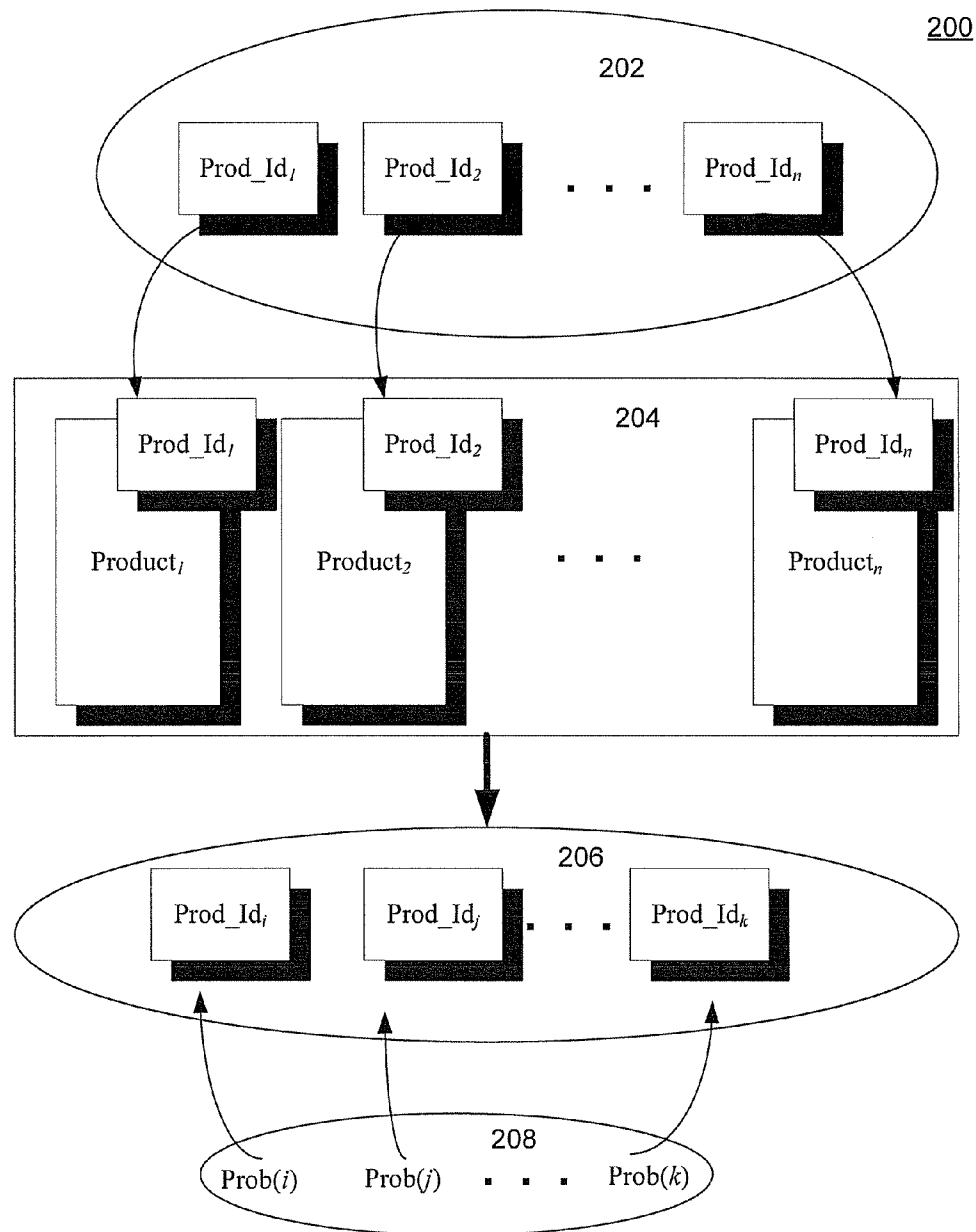 200
202
Prod_Id1 Prod_Id2 . . . Prod_Idn
204
Prod_Id1 Prod_Id2 Prod_Idn
Product1 Product2 . . . Productn
206
Prod_Idi Prod_Idj . . . Prod_Idk
208
Prob(i) Prob(j) . . . Prob(k)